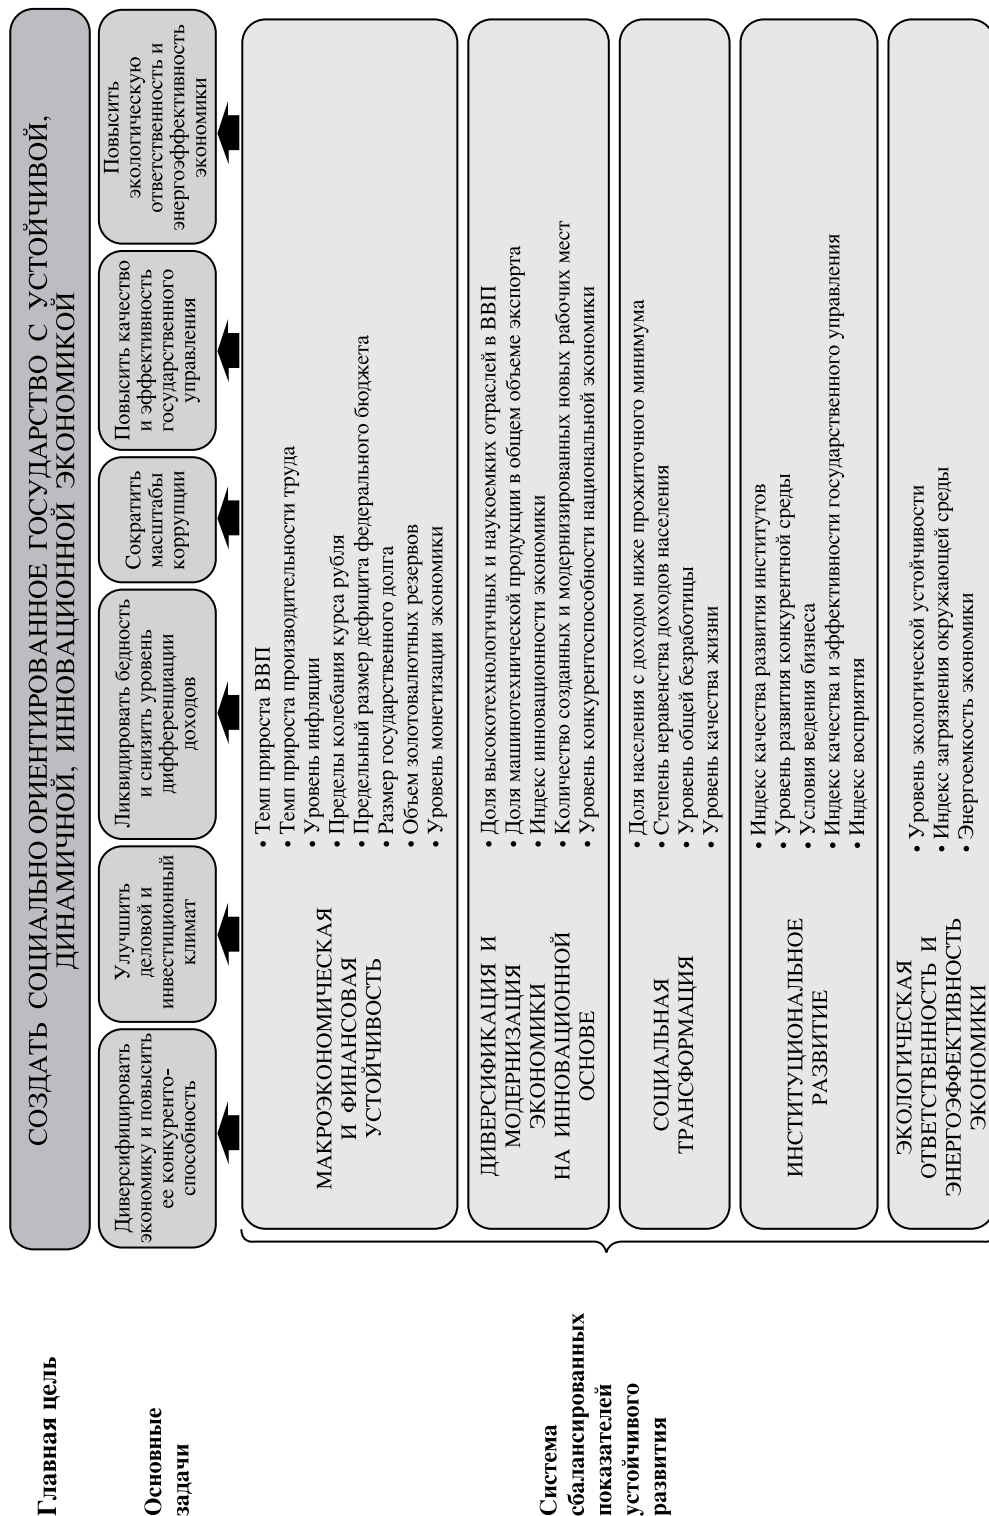 Главная цель
СОЗДАТЬ СОЦИАЛЬНО ОРИЕНТИРОВАННОЕ ГОСУДАРСТВО С УСТОЙЧИВОЙ,
ДИНАМИЧНОЙ, ИННОВАЦИОННОЙ ЭКОНОМИКОЙ
Основные
задачи
Диверсифицировать
экономику и повысить
ее конкуренто-
способность
Улучшить
деловой и
инвестиционный
климат
Ликвидировать бедность
и снизить уровень
дифференциации
доходов
Сократить
масштабы
коррупции
Повысить качество
и эффективность
государственного
управления
Повысить
экологическую
ответственность и
энергоэффективность
экономики
Система
сбалансированных
показателей
устойчивого
развития
МАКРОЭКОНОМИЧЕСКАЯ
И ФИНАНСОВАЯ
УСТОЙЧИВОСТЬ
• Темп прироста ВВП
• Темп прироста производительности труда
• Уровень инфляции
• Пределы колебания курса рубля
• Предельный размер дефицита федерального бюджета
• Размер государственного долга
• Объем золотовалютных резервов
• Уровень монетизации экономики
ДИВЕРСИФИКАЦИЯ И
МОДЕРНИЗАЦИЯ
ЭКОНОМИКИ
НА ИННОВАЦИОННОЙ
ОСНОВЕ
• Доля высокотехнологичных и наукоемких отраслей в ВВП
• Доля машинотехнической продукции в общем объеме экспорта
• Индекс инновационности экономики
• Количество созданных и модернизированных новых рабочих мест
• Уровень конкурентоспособности национальной экономики
СОЦИАЛЬНАЯ
ТРАНСФОРМАЦИЯ
• Доля населения с доходом ниже прожиточного минимума
• Степень неравенства доходов населения
• Уровень общей безработицы
• Уровень качества жизни
ИНСТИТУЦИОНАЛЬНОЕ
РАЗВИТИЕ
• Индекс качества развития институтов
• Уровень развития конкурентной среды
• Условия ведения бизнеса
• Индекс качества и эффективности государственного управления
• Индекс восприятия
ЭКОЛОГИЧЕСКАЯ
ОТВЕТСТВЕННОСТЬ И
ЭНЕРГОЭФФЕКТИВНОСТЬ
ЭКОНОМИКИ
• Уровень экологической устойчивости
• Индекс загрязнения окружающей среды
• Энергоемкость экономики